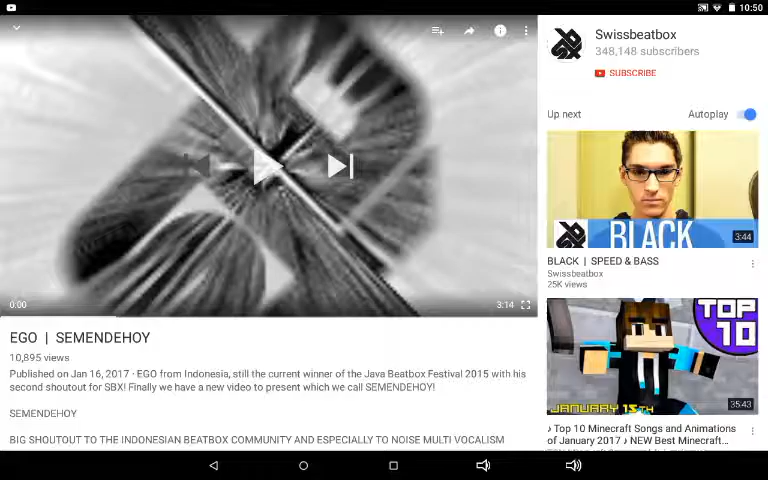 10:50
Swissbeatbox
348,148 subscribers
SUBSCRIBE
Up next
Autoplay
BLACK
3:44
BLACK | SPEED & BASS
Swissbeatbox
25K views
0:00
3:14
EGO | SEMENDEHOY
10,895 views
Published on Jan 16, 2017 · EGO from Indonesia, still the current winner of the Java Beatbox Festival 2015 with his
second shoutout for SBX! Finally we have a new video to present which we call SEMENDEHOY!
SEMENDEHOY
BIG SHOUTOUT TO THE INDONESIAN BEATBOX COMMUNITY AND ESPECIALLY TO NOISE MULTI VOCALISM
TOP
10
JANUARY 15TH
35:43
♪ Top 10 Minecraft Songs and Animations
of January 2017 ♪ NEW Best Minecraft...